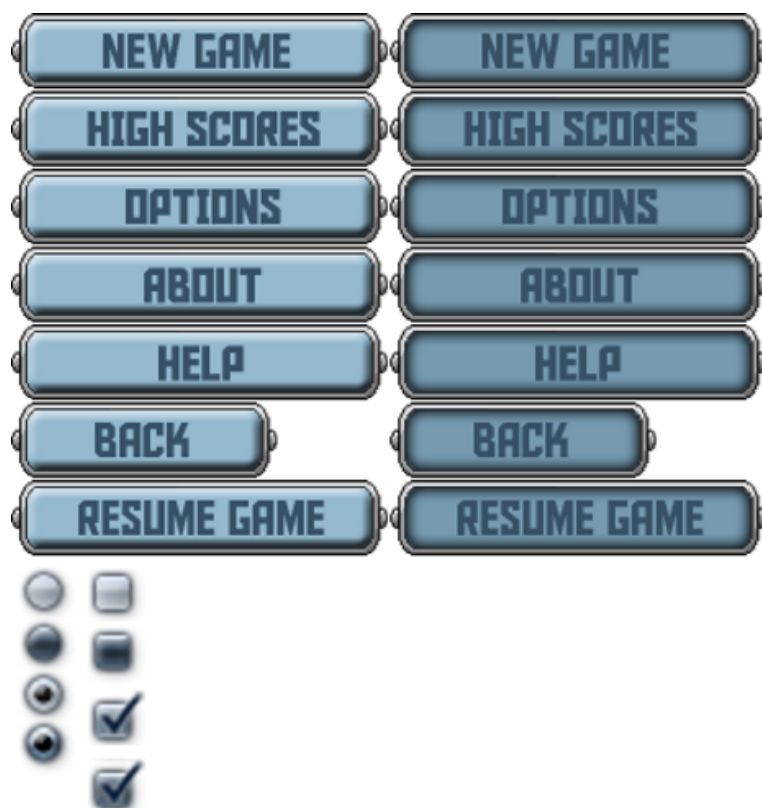 NEW GAME NEW GAME
HIGH SCORES HIGH SCORES
OPTIONS OPTIONS
ABOUT ABOUT
HELP HELP
BACK BACK
RESUME GAME RESUME GAME